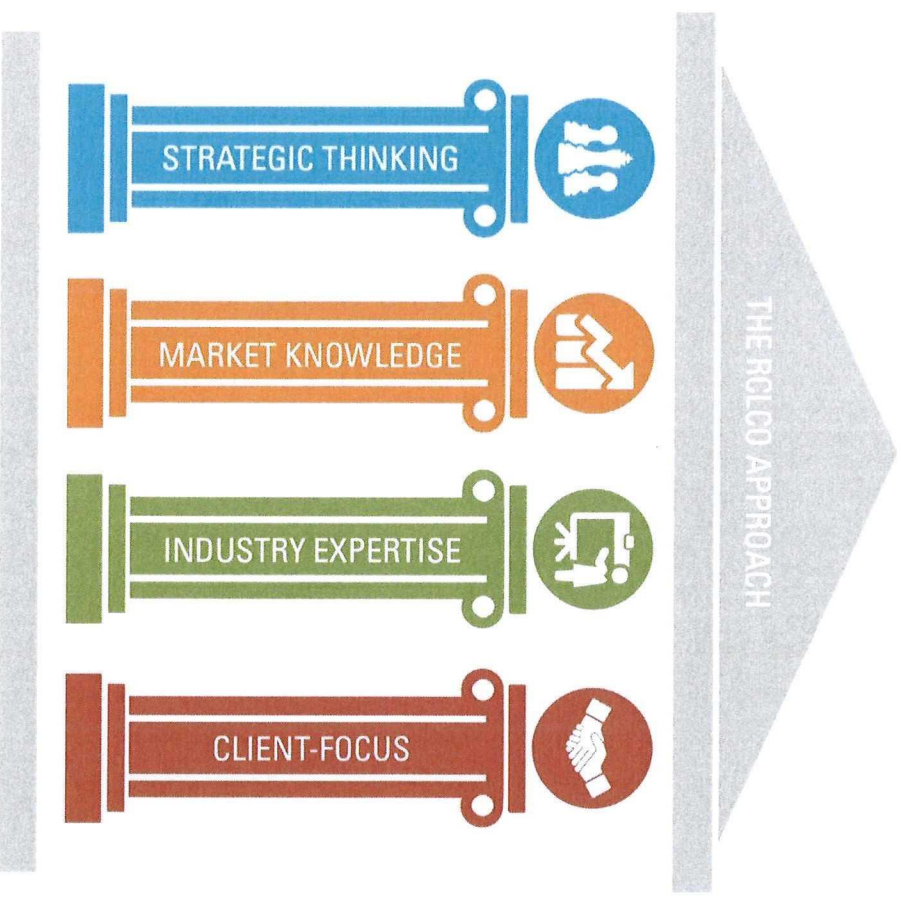 THE RCLCO APPROACH
STRATEGIC THINKING
MARKET KNOWLEDGE
INDUSTRY EXPERTISE
CLIENT-FOCUS